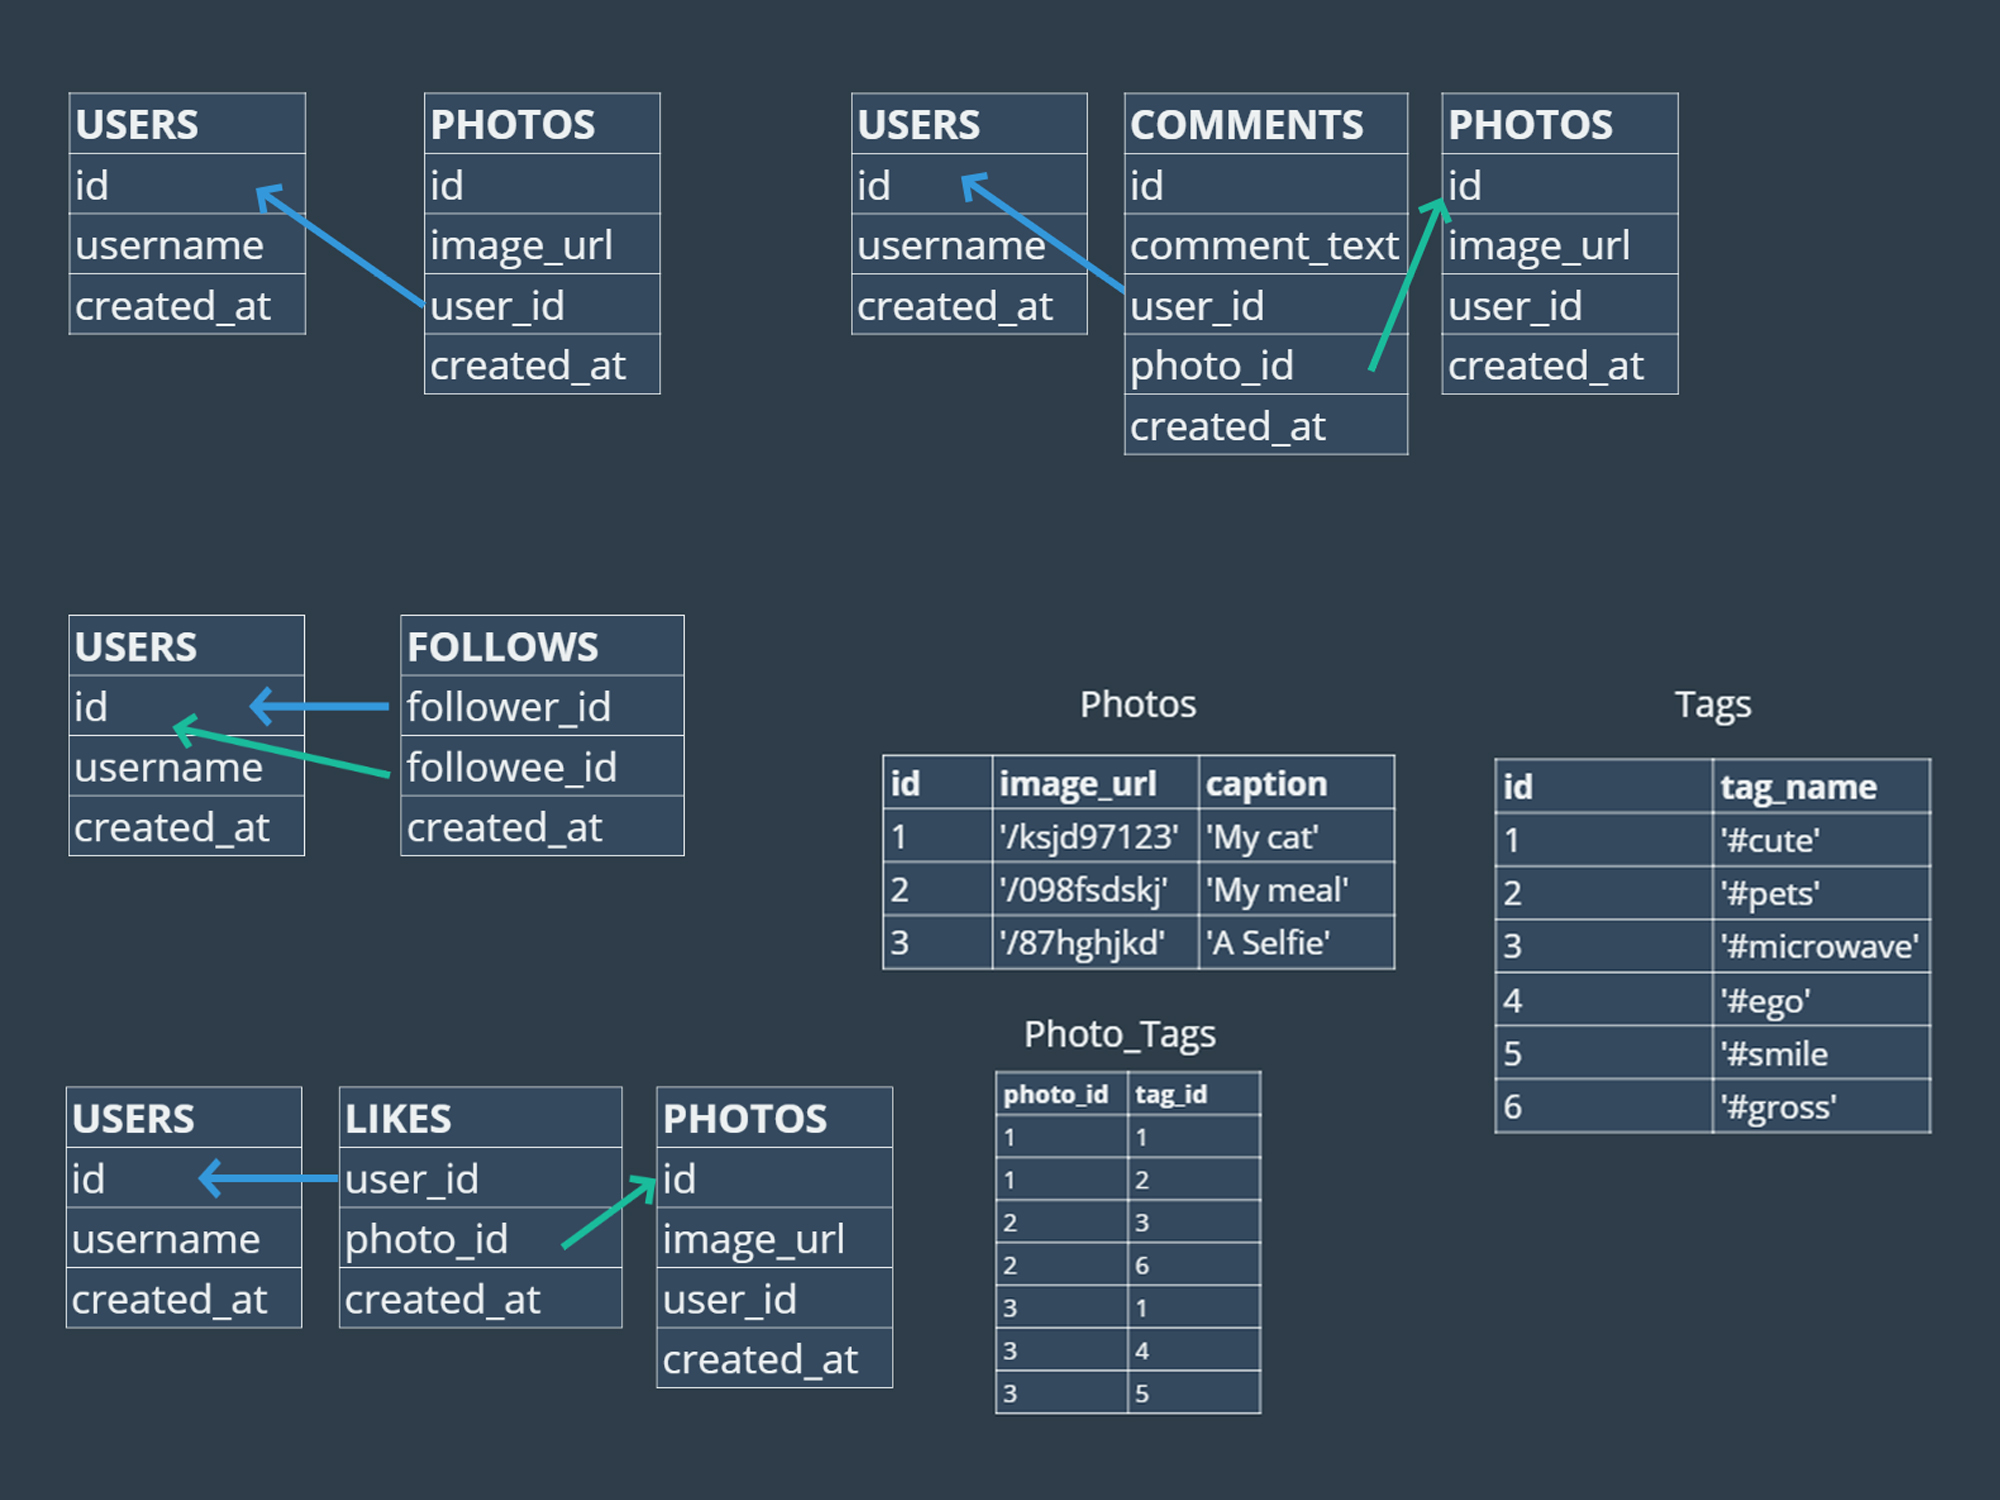 USERS
id
username
created_at
PHOTOS
id
image_url
user_id
created_at
USERS
id
username
created_at
COMMENTS
id
comment_text
user_id
photo_id
created_at
PHOTOS
id
image_url
user_id
created_at
USERS
id
username
created_at
FOLLOWS
follower_id
followee_id
created_at
Photos
id image_url caption
1 '/ksjd97123' 'My cat'
2 '/098fsdskj' 'My meal'
3 '/87hghjkd' 'A Selfie'
Tags
id tag_name
1 '#cute'
2 '#pets'
3 '#microwave'
4 '#ego'
5 '#smile
6 '#gross'
USERS
id
username
created_at
LIKES
user_id
photo_id
created_at
PHOTOS
id
image_url
user_id
created_at
Photo_Tags
photo_id tag_id
1 1
1 2
2 3
2 6
3 1
3 4
3 5